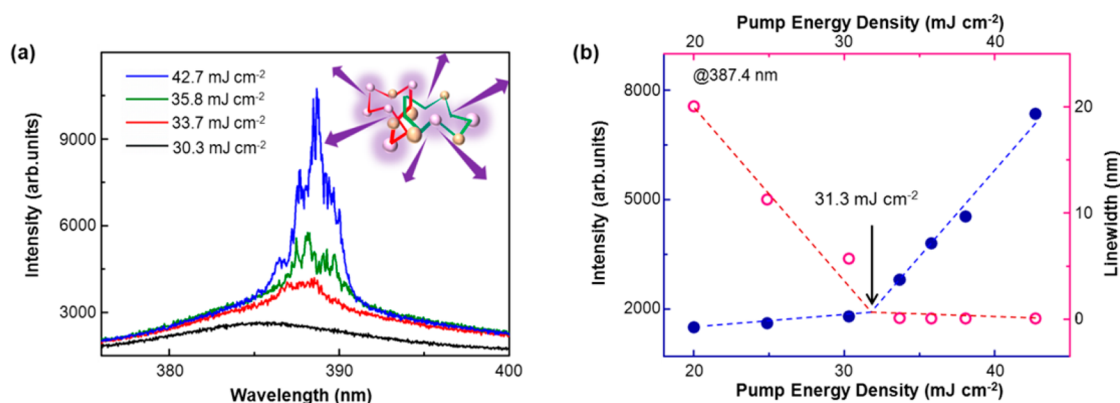 (a)
42.7 mJ cm-2
35.8 mJ cm-2
33.7 mJ cm-2
30.3 mJ cm-2
9000
6000
3000
Intensity (arb.units)
380
390
400
Wavelength (nm)
(b)
Pump Energy Density (mJ cm-2)
20
30
40
@387.4 nm
8000
5000
2000
Intensity (arb.units)
31.3 mJ cm-2
20
10
0
Linewidth (nm)
20
30
40
Pump Energy Density (mJ cm-2)